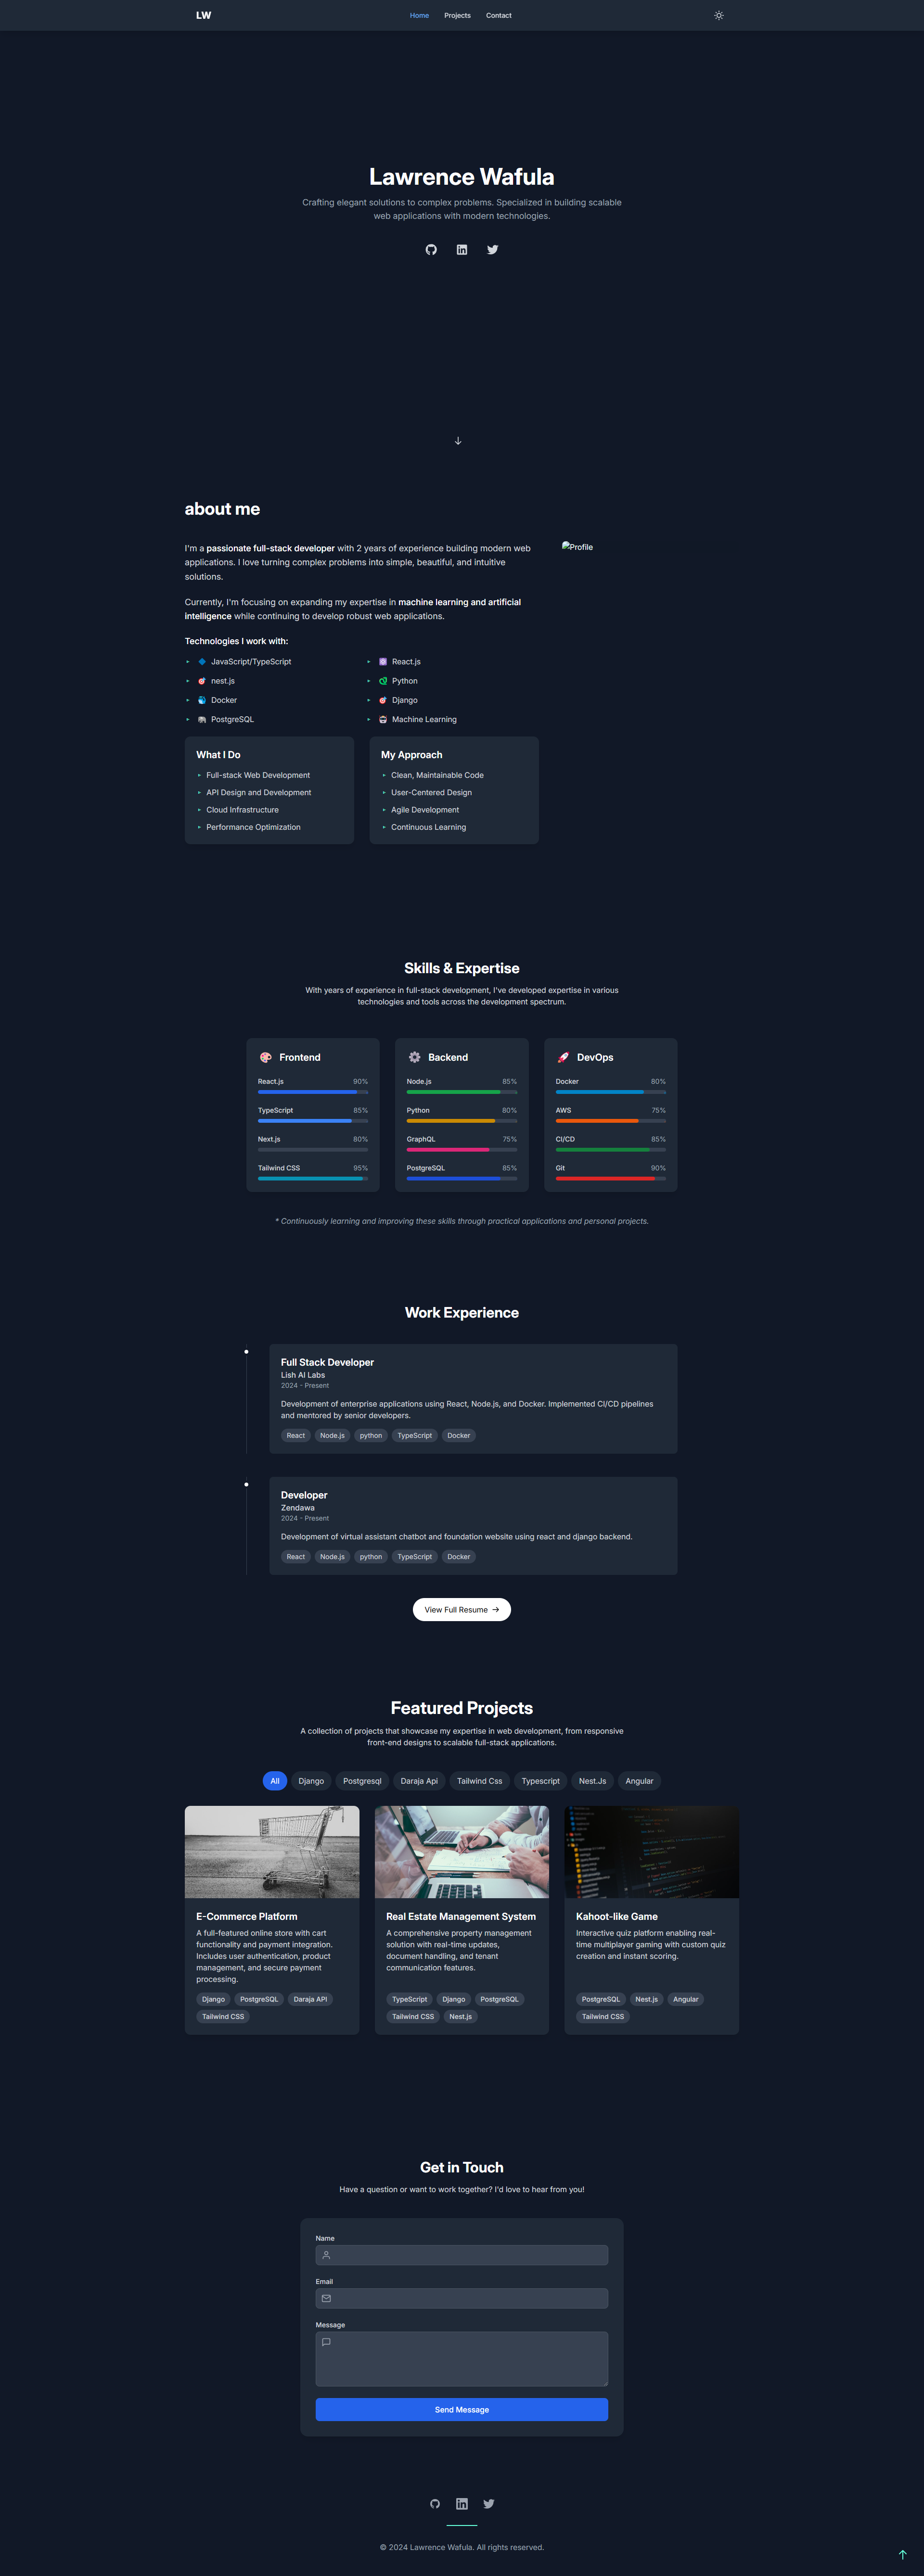 LW
Home
Projects
Contact
Lawrence Wafula
Crafting elegant solutions to complex problems. Specialized in building scalable
web applications with modern technologies.
about me
I'm a passionate full-stack developer with 2 years of experience building modern web
applications. I love turning complex problems into simple, beautiful, and intuitive
solutions.
Currently, I'm focusing on expanding my expertise in machine learning and artificial
intelligence while continuing to develop robust web applications.
Technologies I work with:
JavaScript/TypeScript
React.js
nest.js
Python
Docker
Django
PostgreSQL
Machine Learning
What I Do
Full-stack Web Development
API Design and Development
Cloud Infrastructure
Performance Optimization
My Approach
Clean, Maintainable Code
User-Centered Design
Agile Development
Continuous Learning
Profile
Skills & Expertise
With years of experience in full-stack development, I've developed expertise in various
technologies and tools across the development spectrum.
Frontend
React.js 90%
TypeScript 85%
Next.js 80%
Tailwind CSS 95%
Backend
Node.js 85%
Python 80%
GraphQL 75%
PostgreSQL 85%
DevOps
Docker 80%
AWS 75%
CI/CD 85%
Git 90%
* Continuously learning and improving these skills through practical applications and personal projects.
Work Experience
Full Stack Developer
Lish AI Labs
2024 - Present
Development of enterprise applications using React, Node.js, and Docker. Implemented CI/CD pipelines
and mentored by senior developers.
React Node.js python TypeScript Docker
Developer
Zendawa
2024 - Present
Development of virtual assistant chatbot and foundation website using react and django backend.
React Node.js python TypeScript Docker
View Full Resume
Featured Projects
A collection of projects that showcase my expertise in web development, from responsive
front-end designs to scalable full-stack applications.
All Django Postgresql Daraja Api Tailwind Css Typescript Nest.Js Angular
E-Commerce Platform
A full-featured online store with cart
functionality and payment integration.
Includes user authentication, product
management, and secure payment
processing.
Django PostgreSQL Daraja API
Tailwind CSS
Real Estate Management System
A comprehensive property management
solution with real-time updates,
document handling, and tenant
communication features.
TypeScript Django PostgreSQL
Tailwind CSS Nest.js
Kahoot-like Game
Interactive quiz platform enabling real-
time multiplayer gaming with custom quiz
creation and instant scoring.
PostgreSQL Nest.js Angular
Tailwind CSS
Get in Touch
Have a question or want to work together? I'd love to hear from you!
Name
Email
Message
Send Message
© 2024 Lawrence Wafula. All rights reserved.